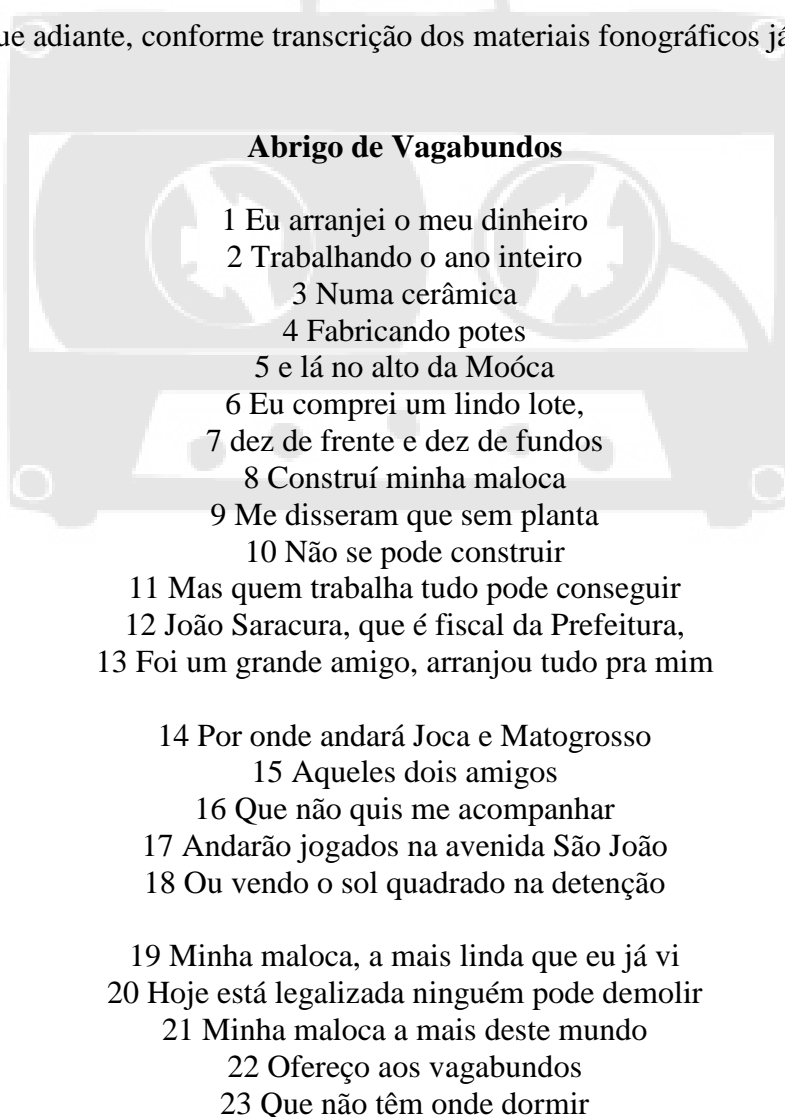 ue adiante, conforme transcrição dos materiais fonográficos já
Abrigo de Vagabundos
1 Eu arranjei o meu dinheiro
2 Trabalhando o ano inteiro
3 Numa cerâmica
4 Fabricando potes
5 e lá no alto da Moóca
6 Eu comprei um lindo lote,
7 dez de frente e dez de fundos
8 Construí minha maloca
9 Me disseram que sem planta
10 Não se pode construir
11 Mas quem trabalha tudo pode conseguir
12 João Saracura, que é fiscal da Prefeitura,
13 Foi um grande amigo, arranjou tudo pra mim
14 Por onde andará Joca e Matogrosso
15 Aqueles dois amigos
16 Que não quis me acompanhar
17 Andarão jogados na avenida São João
18 Ou vendo o sol quadrado na detenção
19 Minha maloca, a mais linda que eu já vi
20 Hoje está legalizada ninguém pode demolir
21 Minha maloca a mais deste mundo
22 Ofereço aos vagabundos
23 Que não têm onde dormir